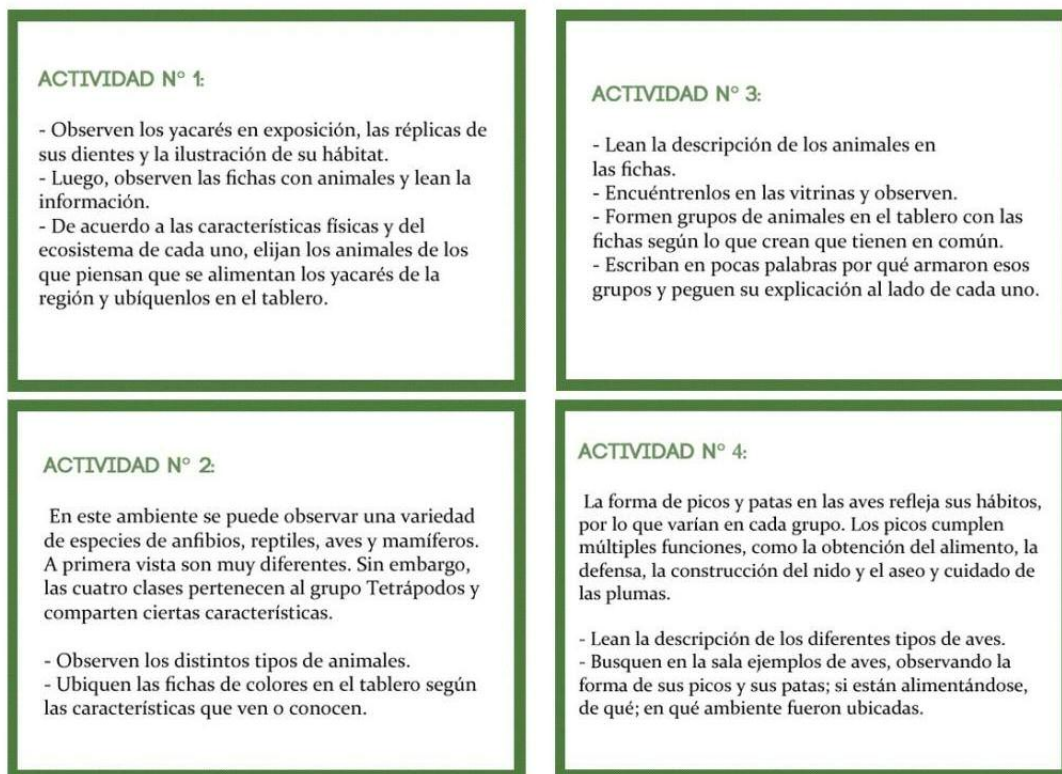 ACTIVIDAD N° 1:
- Observen los yacarés en exposición, las réplicas de
sus dientes y la ilustración de su hábitat.
- Luego, observen las fichas con animales y lean la
información.
- De acuerdo a las características físicas y del
ecosistema de cada uno, elijan los animales de los
que piensan que se alimentan los yacarés de la
región y ubíquenlos en el tablero.
ACTIVIDAD N° 3:
- Lean la descripción de los animales en
las fichas.
- Encuéntrenlos en las vitrinas y observen.
- Formen grupos de animales en el tablero con las
fichas según lo que crean que tienen en común.
- Escriban en pocas palabras por qué armaron esos
grupos y peguen su explicación al lado de cada uno.
ACTIVIDAD N° 2:
En este ambiente se puede observar una variedad
de especies de anfibios, reptiles, aves y mamíferos.
A primera vista son muy diferentes. Sin embargo,
las cuatro clases pertenecen al grupo Tetrápodos y
comparten ciertas características.
- Observen los distintos tipos de animales.
- Ubiquen las fichas de colores en el tablero según
las características que ven o conocen.
ACTIVIDAD N° 4:
La forma de picos y patas en las aves refleja sus hábitos,
por lo que varían en cada grupo. Los picos cumplen
múltiples funciones, como la obtención del alimento, la
defensa, la construcción del nido y el aseo y cuidado de
las plumas.
- Lean la descripción de los diferentes tipos de aves.
- Busquen en la sala ejemplos de aves, observando la
forma de sus picos y sus patas; si están alimentándose,
de qué; en qué ambiente fueron ubicadas.